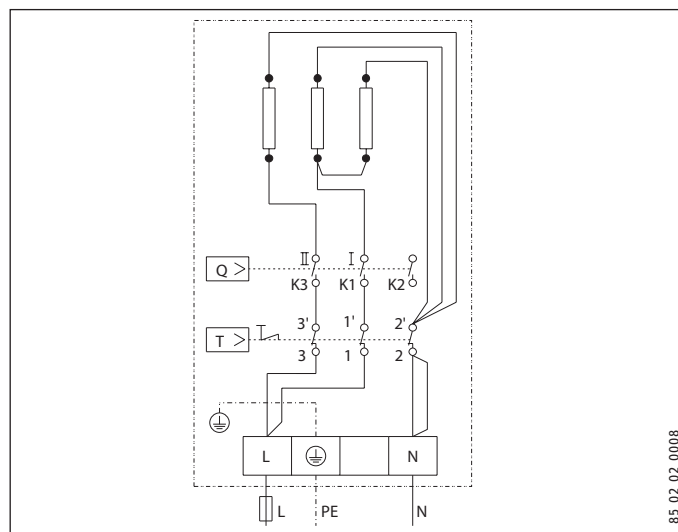 II I
Q >
K3 K1 K2
3' 1' 2'
T >
3 1 2
L N
L PE N
85 02 02 0008